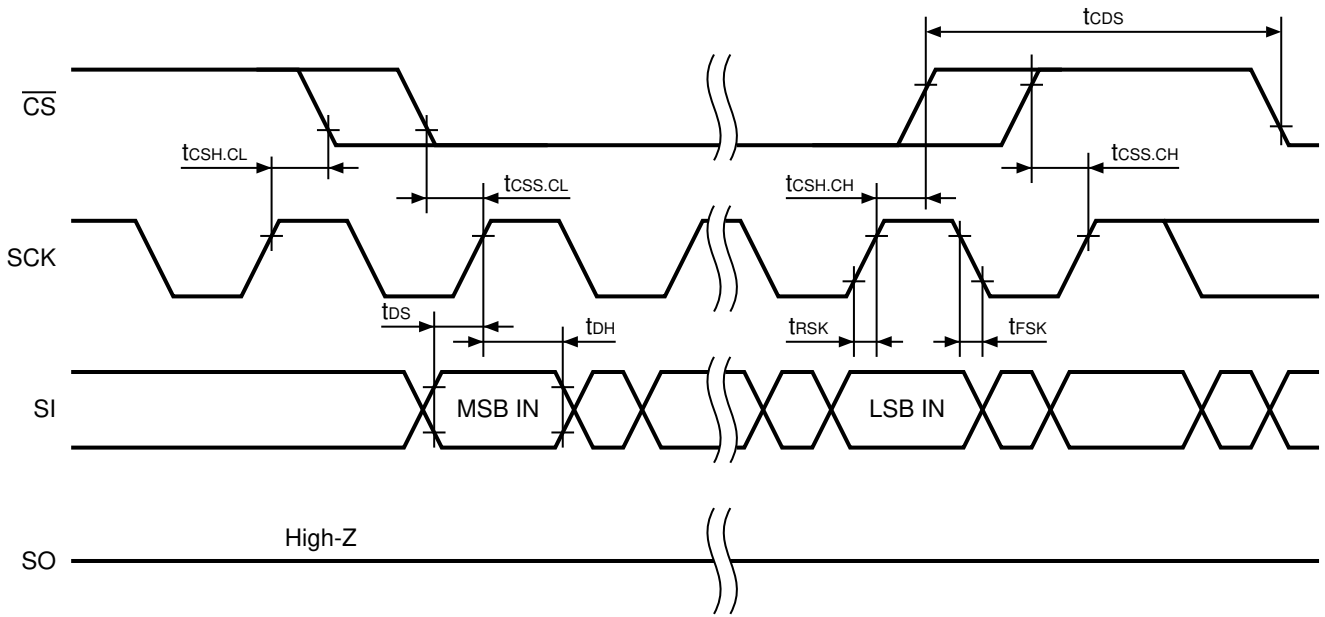 tCDS
CS
tCSH.CL
tCSS.CL
tCSH.CH
tCSS.CH
SCK
tDS
tDH
tRSK
tFSK
SI
MSB IN
LSB IN
High-Z
SO